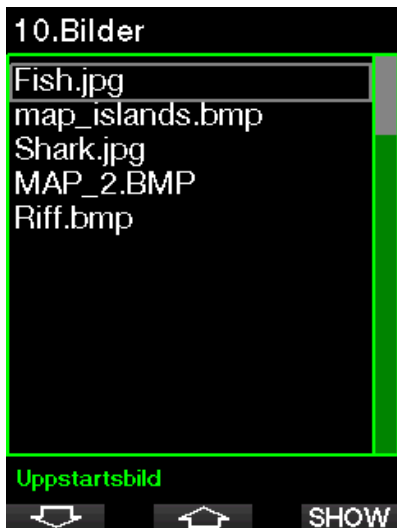 10.Bilder
Fish.jpg
map_islands.bmp
Shark.jpg
MAP_2.BMP
Riff.bmp
Uppstartsbild
SHOW